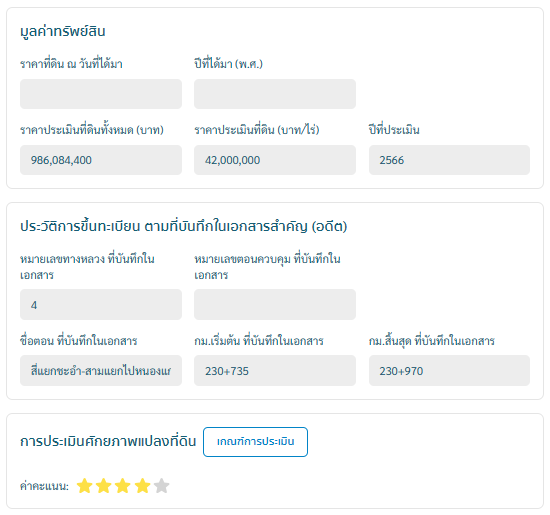 มูลค่าทรัพย์สิน
ราคาที่ดิน ณ วันที่ได้มา ปีที่ได้มา (พ.ศ.)
ราคาประเมินที่ดินทั้งหมด (บาท) ราคาประเมินที่ดิน (บาท/ไร่) ปีที่ประเมิน
986,084,400 42,000,000 2566
ประวัติการขึ้นทะเบียน ตามที่บันทึกในเอกสารสำคัญ (อดีต)
หมายเลขทางหลวง ที่บันทึกใน หมายเลขตอนควบคุม ที่บันทึกใน
เอกสาร เอกสาร
4
ชื่อตอน ที่บันทึกในเอกสาร กม.เริ่มต้น ที่บันทึกในเอกสาร กม.สิ้นสุด ที่บันทึกในเอกสาร
สี่แยกชะอำ-สามแยกไปหนองแก 230+735 230+970
การประเมินศักยภาพแปลงที่ดิน เกณฑ์การประเมิน
ค่าคะแนน: